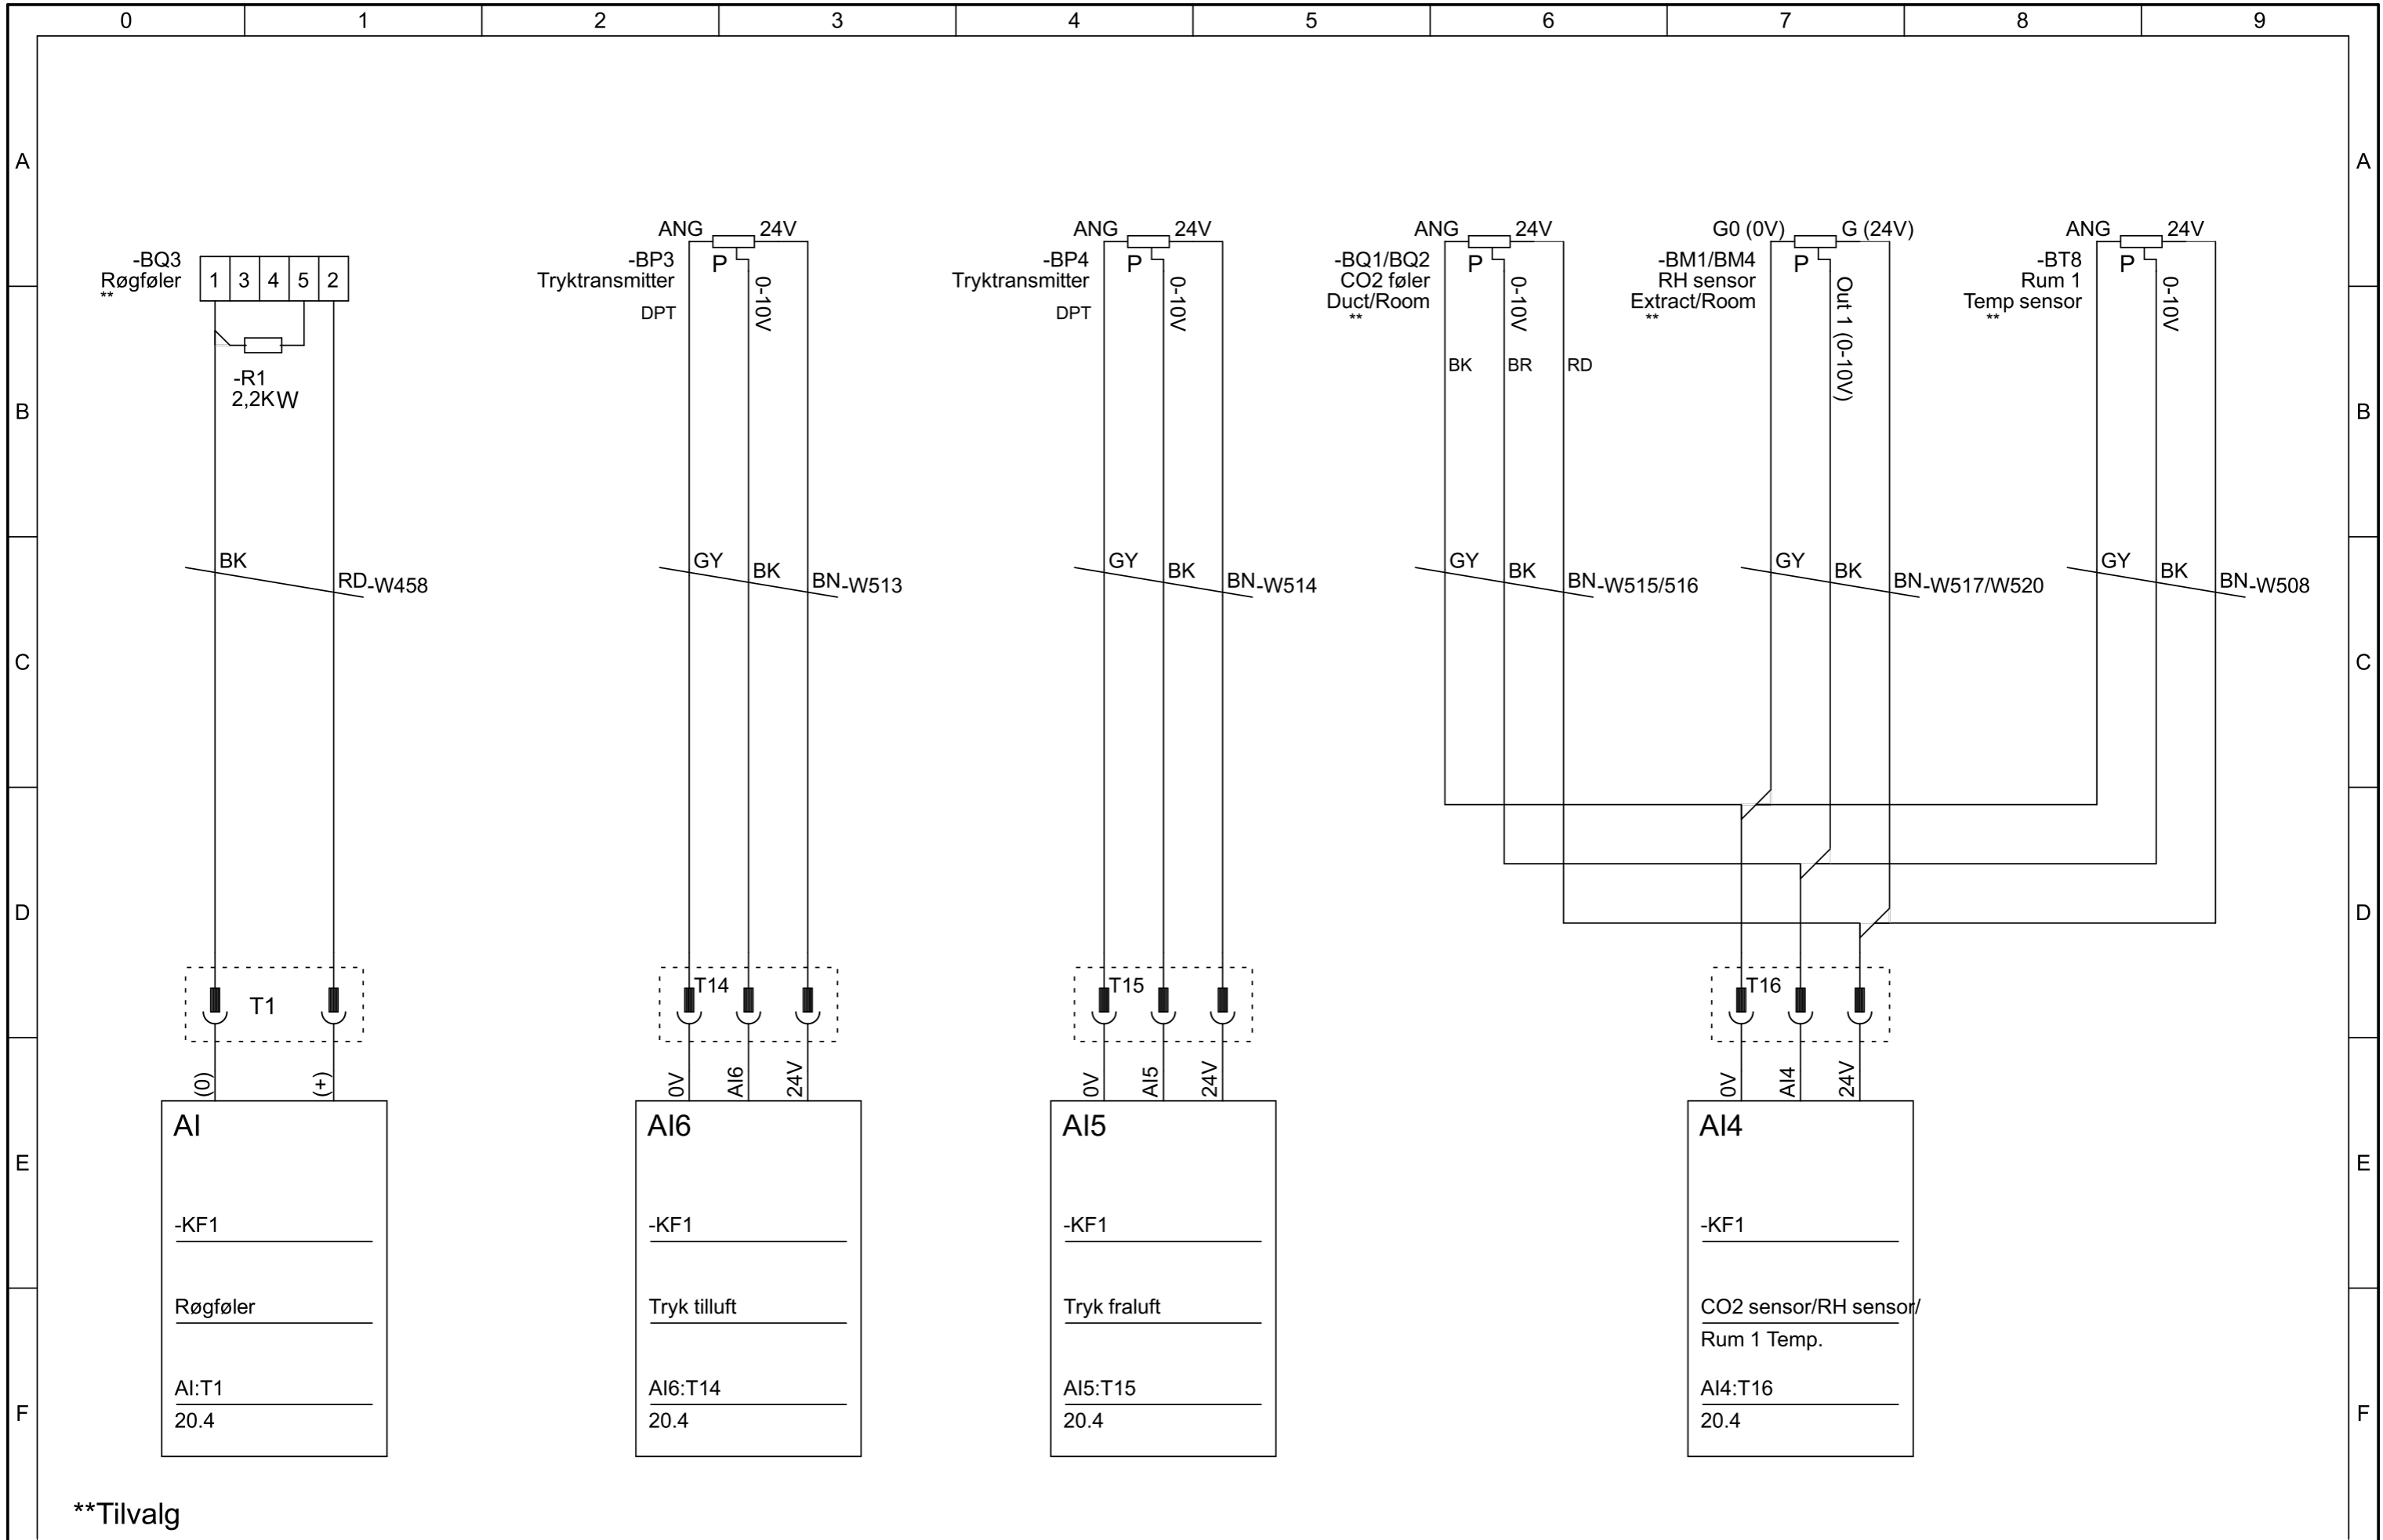 0 1 2 3 4 5 6 7 8 9
A A
B B
C C
D D
E E
F F
-BQ3
Røgføler
**
1 3 4 5 2
-R1
2,2KW
BK
RD
-W458
T1
(0)
(+)
AI
-KF1
Røgføler
AI:T1
20.4
ANG 24V
-BP3
Tryktransmitter
DPT
P
0-10V
GY
BK
BN
-W513
T14
0V
AI6
24V
AI6
-KF1
Tryk tilluft
AI6:T14
20.4
ANG 24V
-BP4
Tryktransmitter
DPT
P
0-10V
GY
BK
BN
-W514
T15
0V
AI5
24V
AI5
-KF1
Tryk fraluft
AI5:T15
20.4
ANG 24V
-BQ1/BQ2
CO2 føler
Duct/Room
**
P
0-10V
BK BR RD
GY
BK
BN
-W515/516
G0 (0V) G (24V)
-BM1/BM4
RH sensor
Extract/Room
**
P
Out 1 (0-10V)
GY
BK
BN
-W517/W520
ANG 24V
-BT8
Rum 1
Temp sensor
**
P
0-10V
GY
BK
BN
-W508
T16
0V
AI4
24V
AI4
-KF1
CO2 sensor/RH sensor/
Rum 1 Temp.
AI4:T16
20.4
**Tilvalg